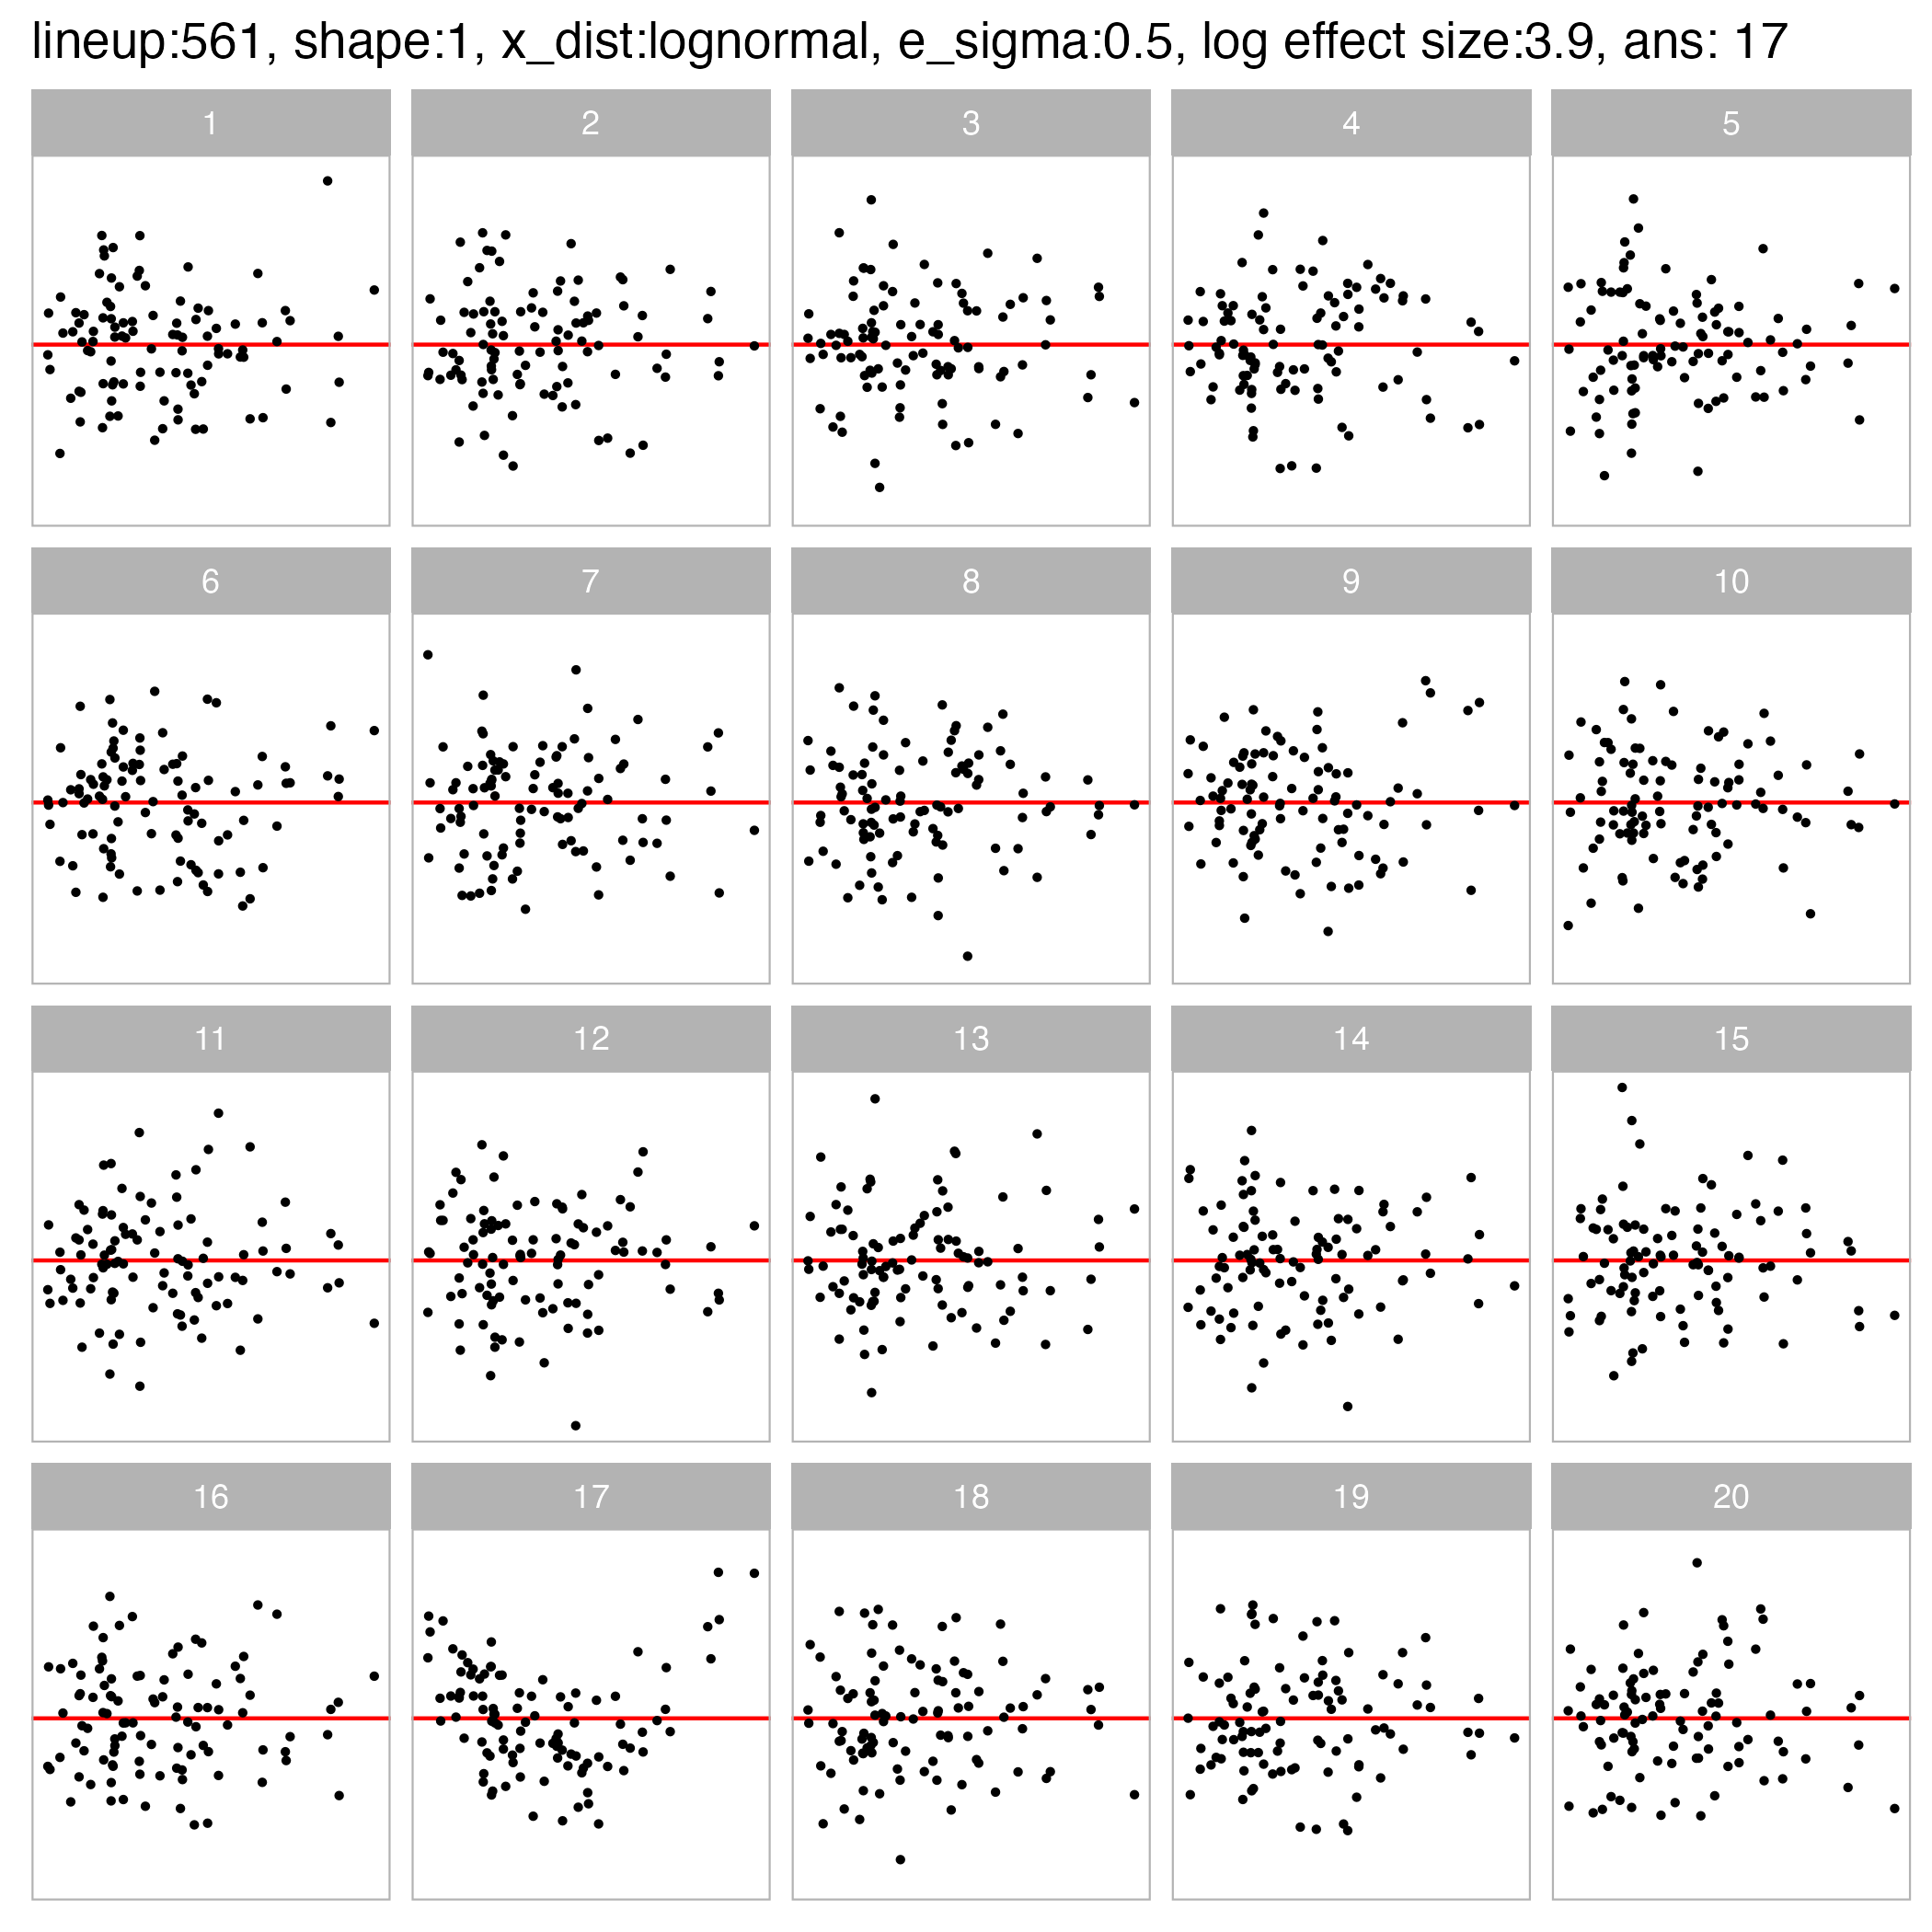 lineup:561, shape:1, x_dist:lognormal, e_sigma:0.5, log effect size:3.9, ans: 17
1 2 3 4 5
6 7 8 9 10
11 12 13 14 15
16 17 18 19 20